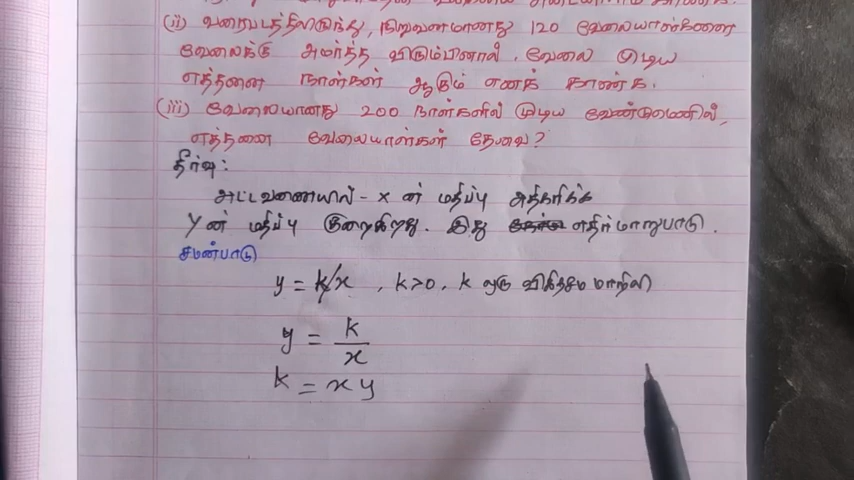 (ii) வரைபடத்திலிருந்து, நிறுவனமானது 120 வேலையாள்களை
வேலைக்கு அமர்த்த விரும்பினால், வேலை முடிய
எத்தனை நாள்கள் ஆகும் எனக் காண்க.
(iii) வேலையானது 200 நாள்களில் முடிய வேண்டுமெனில்,
எத்தனை வேலையாள்கள் தேவை?
தீர்வு:
அட்டவணையில் - x ன் மதிப்பு அதிகரிக்க
y ன் மதிப்பு குறைகிறது. இது எதிர்மாறுபாடு.
சமன்பாடு
y = k/x , k>0, k ஒரு விகிதசம மாறிலி
y = k/x
k = xy